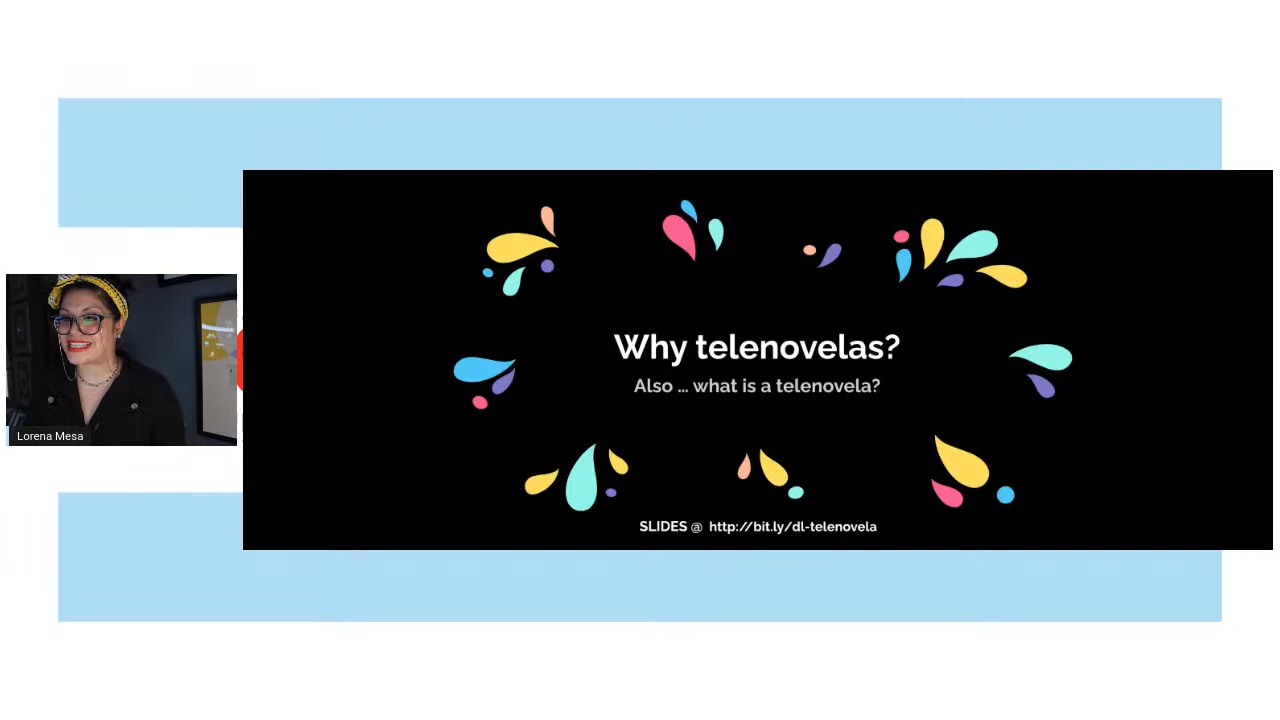 Why telenovelas?
Also ... what is a telenovela?
Lorena Mesa
SLIDES @ http://bit.ly/dl-telenovela